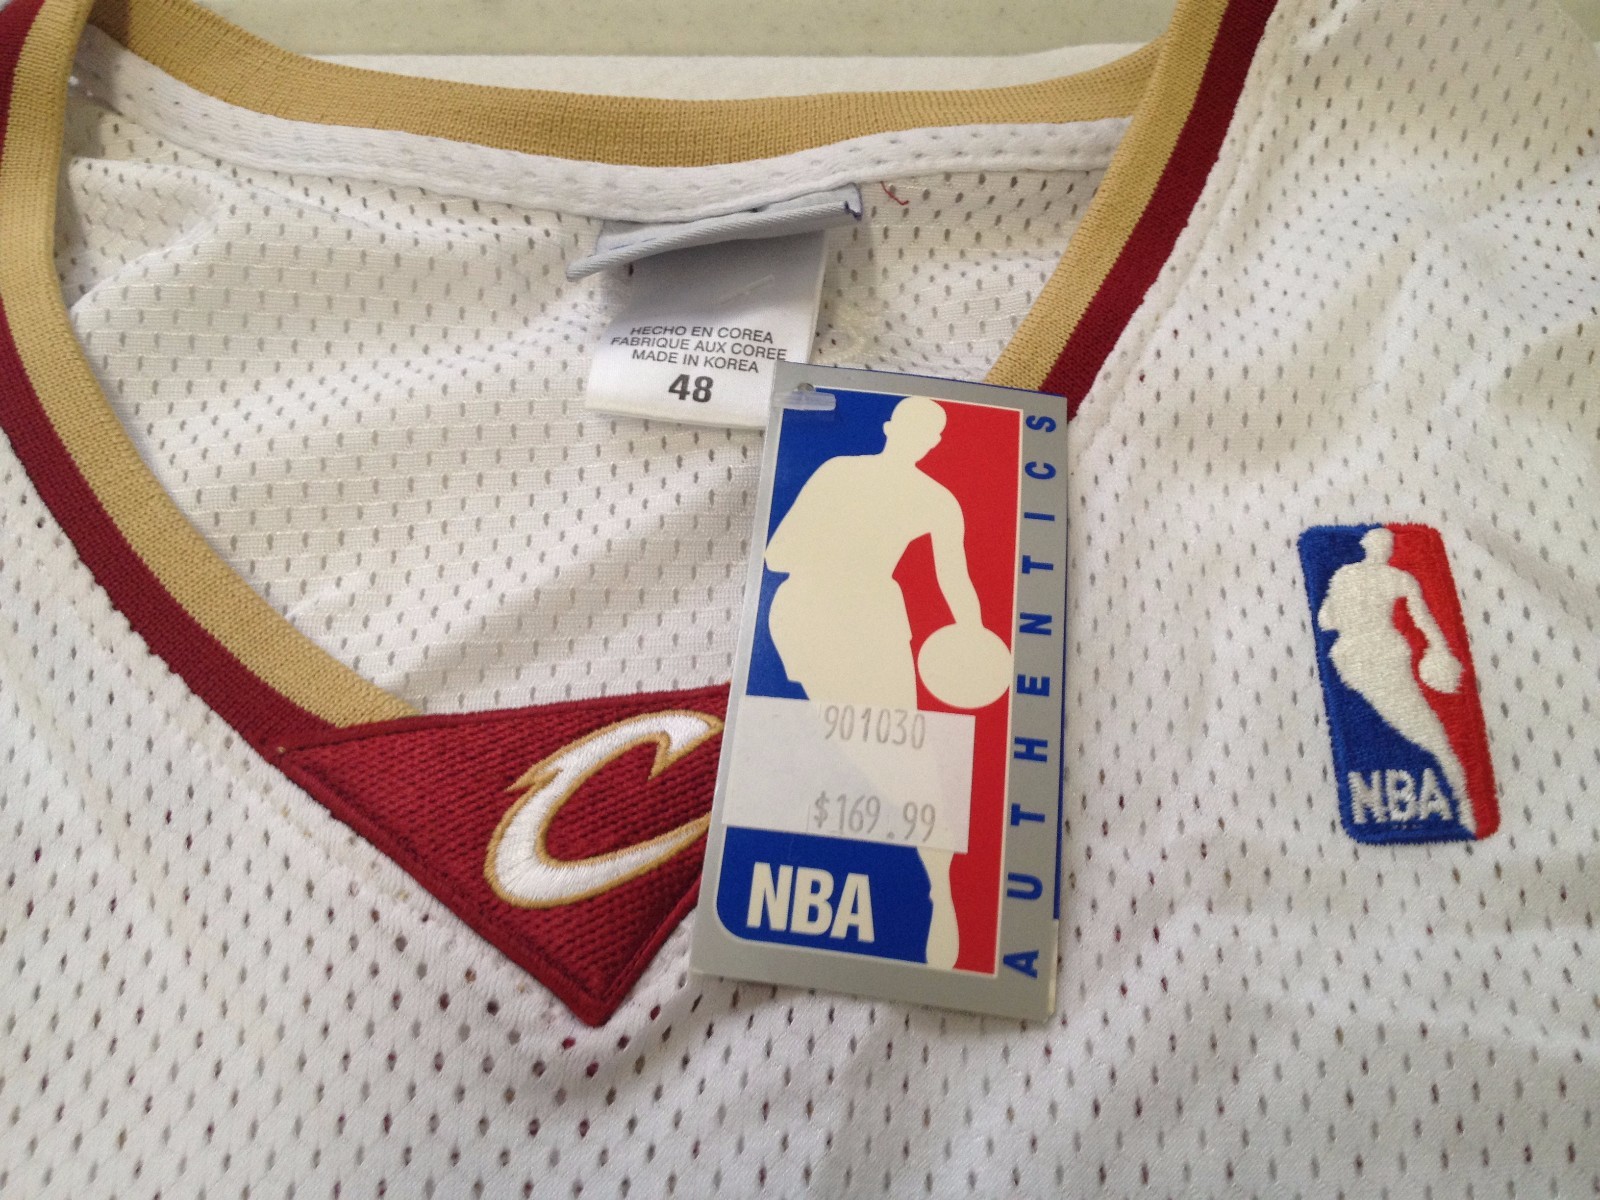 HECHO EN COREA
FABRIQUE AUX COREE
MADE IN KOREA
48
AUTHENTICS
901030
$169.99
NBA
NBA
C